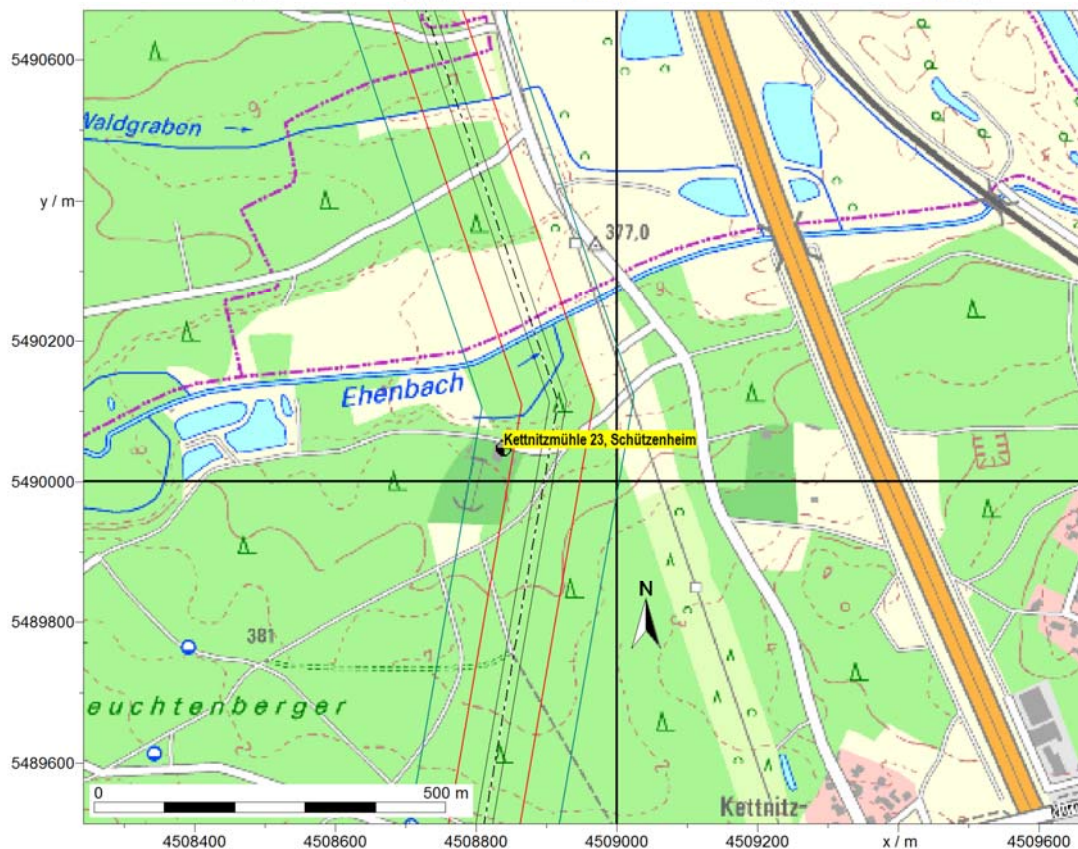 5490600
Waldgraben
y / m
377,0
5490200
Ehenbach
Kettnitzmühle 23, Schützenheim
5490000
N
5489800
381
euchtenberger
5489600
0 500 m
Kettnitz-
4508400 4508600 4508800 4509000 4509200 x / m 4509600